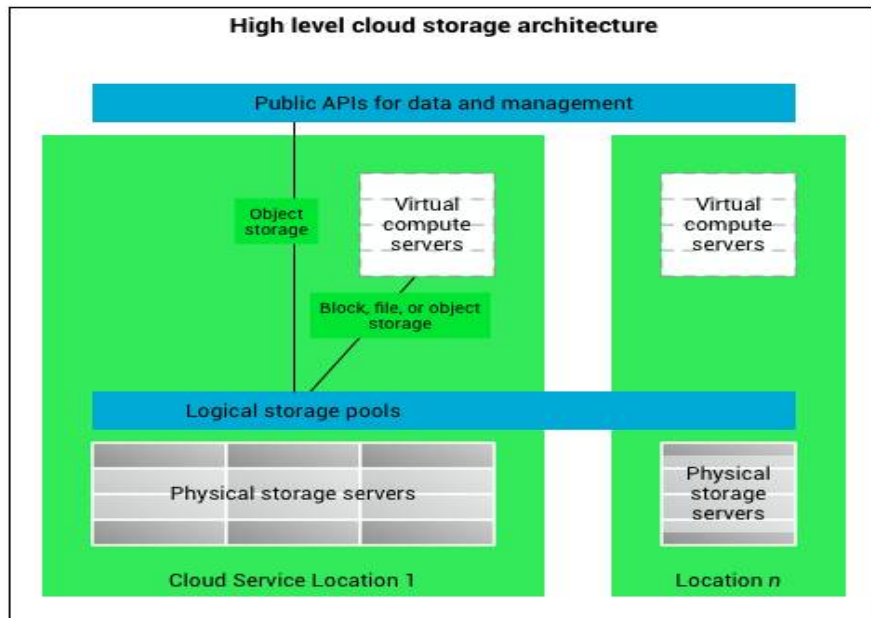 High level cloud storage architecture
Public APIs for data and management
Object
storage
Virtual
compute
servers
Virtual
compute
servers
Block, file, or object
storage
Logical storage pools
Physical storage servers
Physical
storage
servers
Cloud Service Location 1
Location n